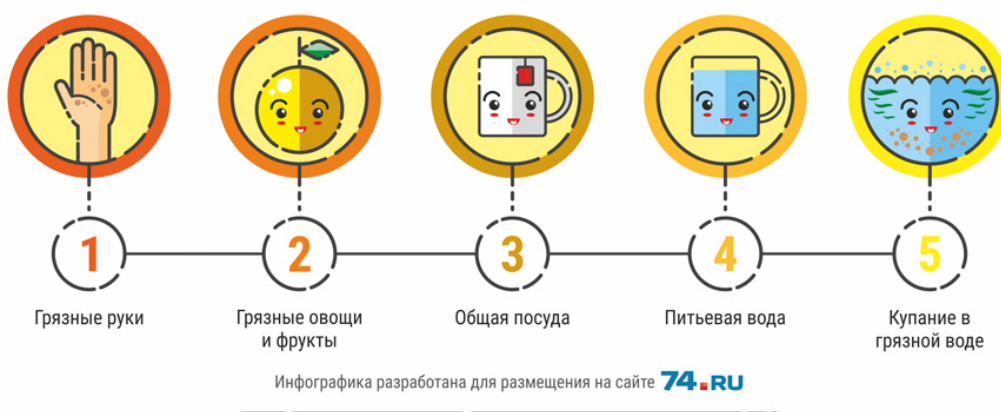 1
2
3
4
5
Грязные руки
Грязные овощи
и фрукты
Общая посуда
Питьевая вода
Купание в
грязной воде
Инфографика разработана для размещения на сайте 74.RU